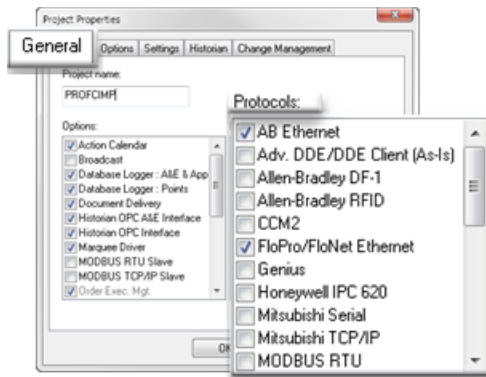 Project Properties
General
Options
Settings
Historian
Change Management
Project name:
PROFCIMP
Options:
Action Calendar
Broadcast
Database Logger : A&E & App
Database Logger : Points
Document Delivery
Historian OPC A&E Interface
Historian OPC Interface
Marquee Driver
MODBUS RTU Slave
MODBUS TCP/IP Slave
Order Exec. Mgt.
Protocols:
AB Ethernet
Adv. DDE/DDE Client (As-Is)
Allen-Bradley DF-1
Allen-Bradley RFID
CCM2
FloPro/FloNet Ethernet
Genius
Honeywell IPC 620
Mitsubishi Serial
Mitsubishi TCP/IP
MODBUS RTU